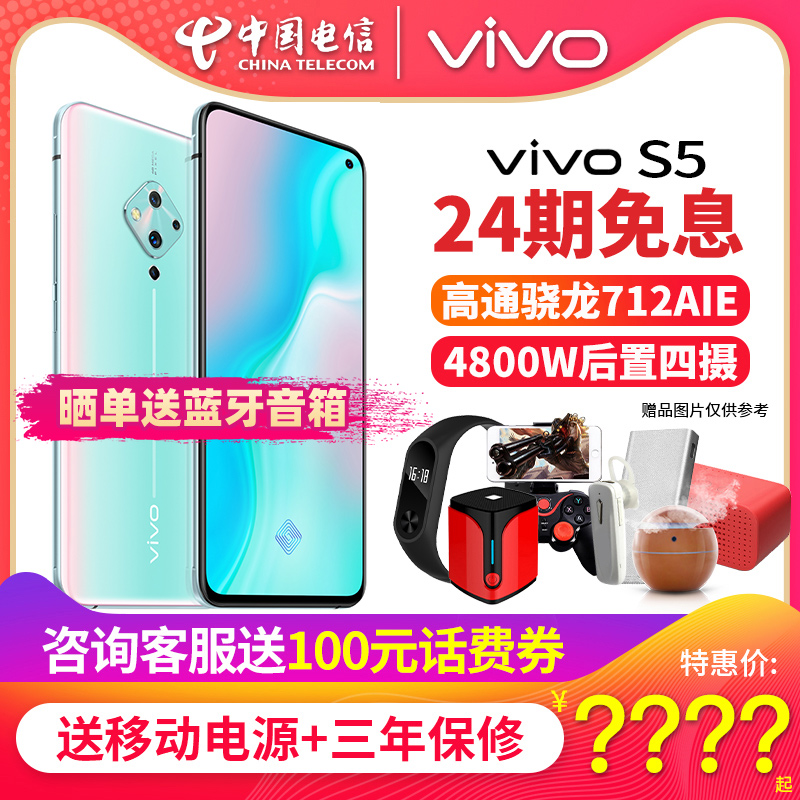 中国电信
CHINA TELECOM
vivo
vivo S5
24期免息
高通骁龙712AIE
4800W后置四摄
赠品图片仅供参考
晒单送蓝牙音箱
16:18
vivo
咨询客服送100元话费券
特惠价:
送移动电源+三年保修
¥????起